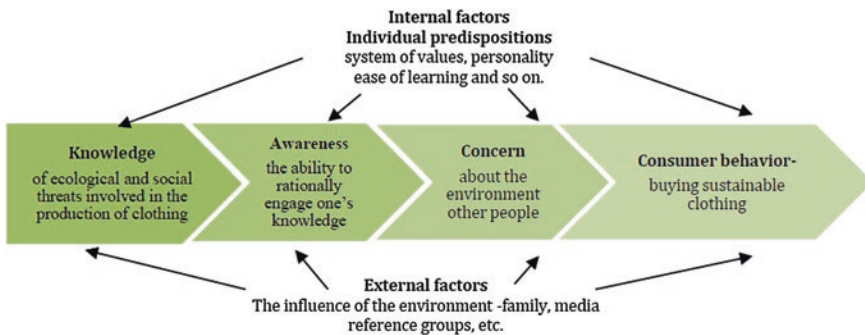 Internal factors
Individual predispositions
system of values, personality
ease of learning and so on.
Knowledge
of ecological and social
threats involved in the
production of clothing
Awareness
the ability to
rationally
engage one's
knowledge
Concern
about the
environment
other people
Consumer behavior-
buying sustainable
clothing
External factors
The influence of the environment -family, media
reference groups, etc.